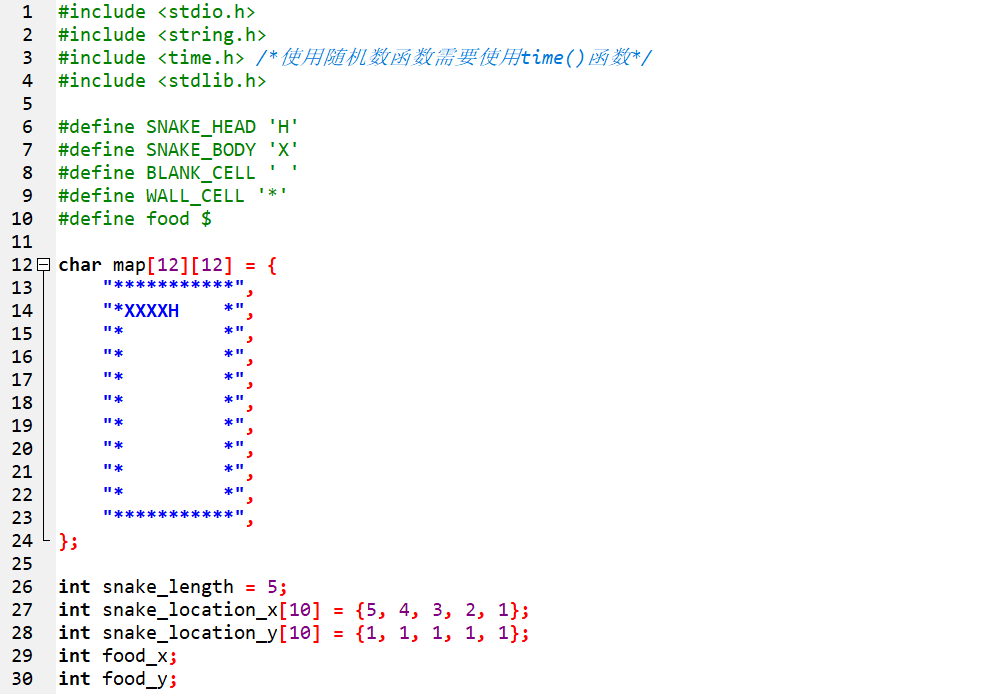 1 #include <stdio.h>
2 #include <string.h>
3 #include <time.h> /*使用随机数函数需要使用time()函数*/
4 #include <stdlib.h>
5
6 #define SNAKE_HEAD 'H'
7 #define SNAKE_BODY 'X'
8 #define BLANK_CELL ' '
9 #define WALL_CELL '*'
10 #define food $
11
12 char map[12][12] = {
13     "***********",
14     "*XXXXH    *",
15     "*         *",
16     "*         *",
17     "*         *",
18     "*         *",
19     "*         *",
20     "*         *",
21     "*         *",
22     "*         *",
23     "***********",
24 };
25
26 int snake_length = 5;
27 int snake_location_x[10] = {5, 4, 3, 2, 1};
28 int snake_location_y[10] = {1, 1, 1, 1, 1};
29 int food_x;
30 int food_y;